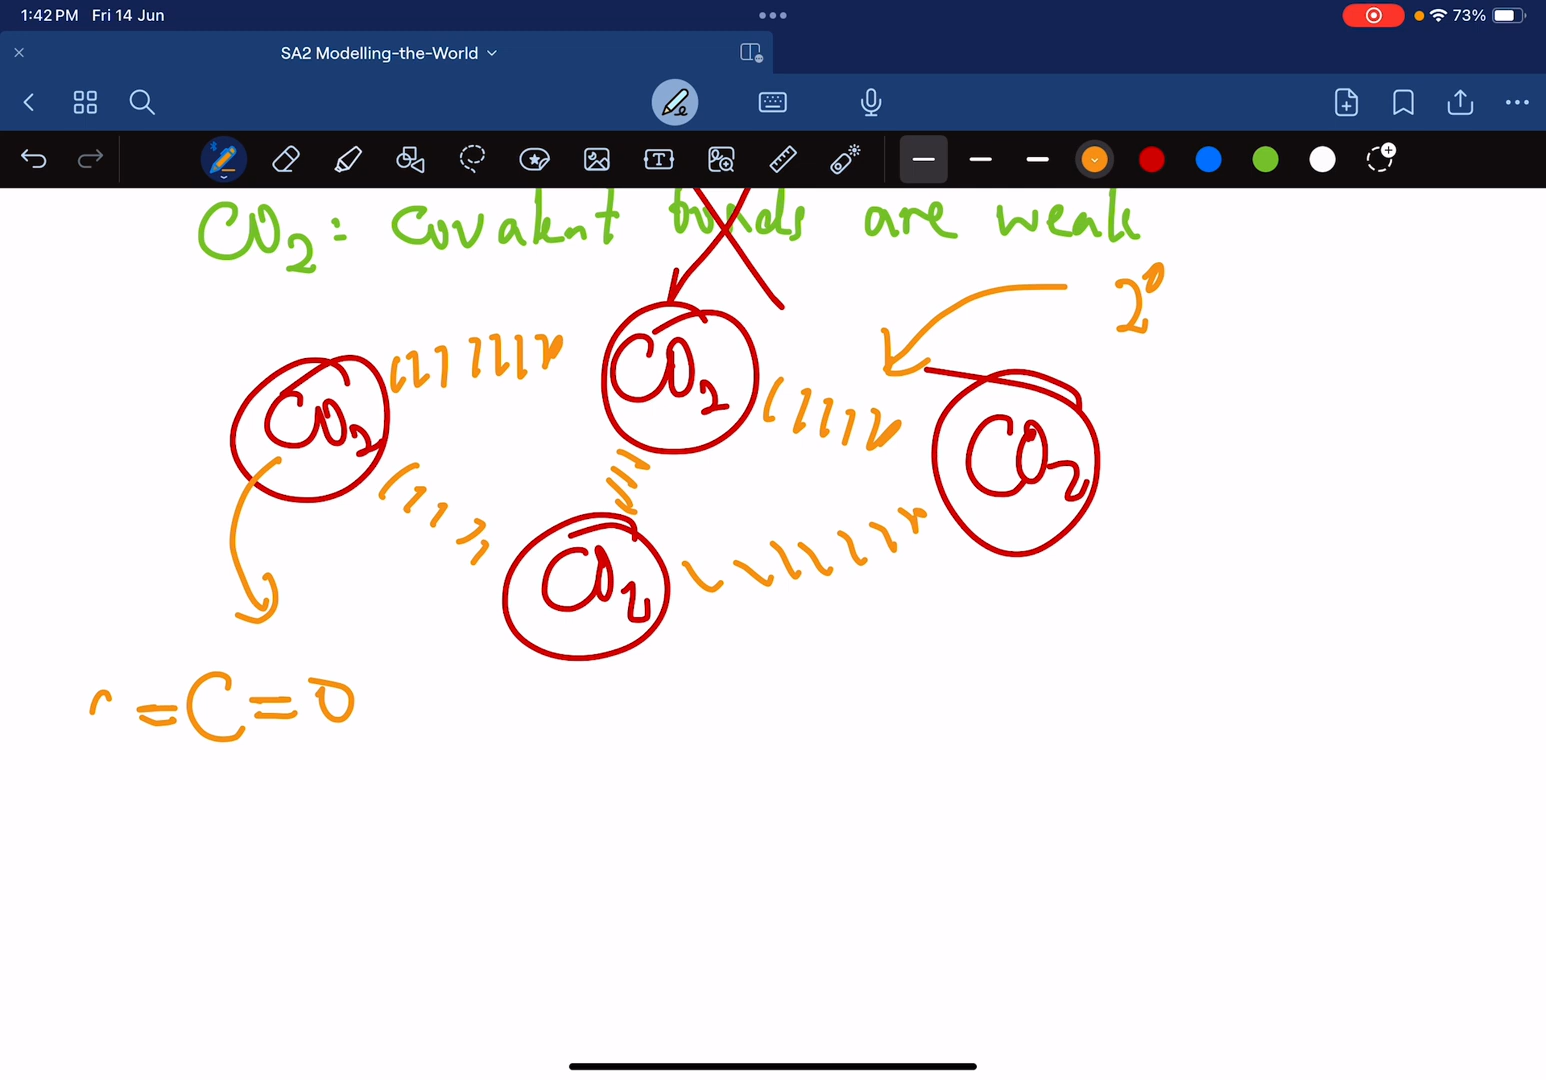 1:42 PM Fri 14 Jun
73%
SA2 Modelling-the-World
T
CO2: covalent bonds are weak
2°
CO2
CO2
CO2
CO2
=C=O